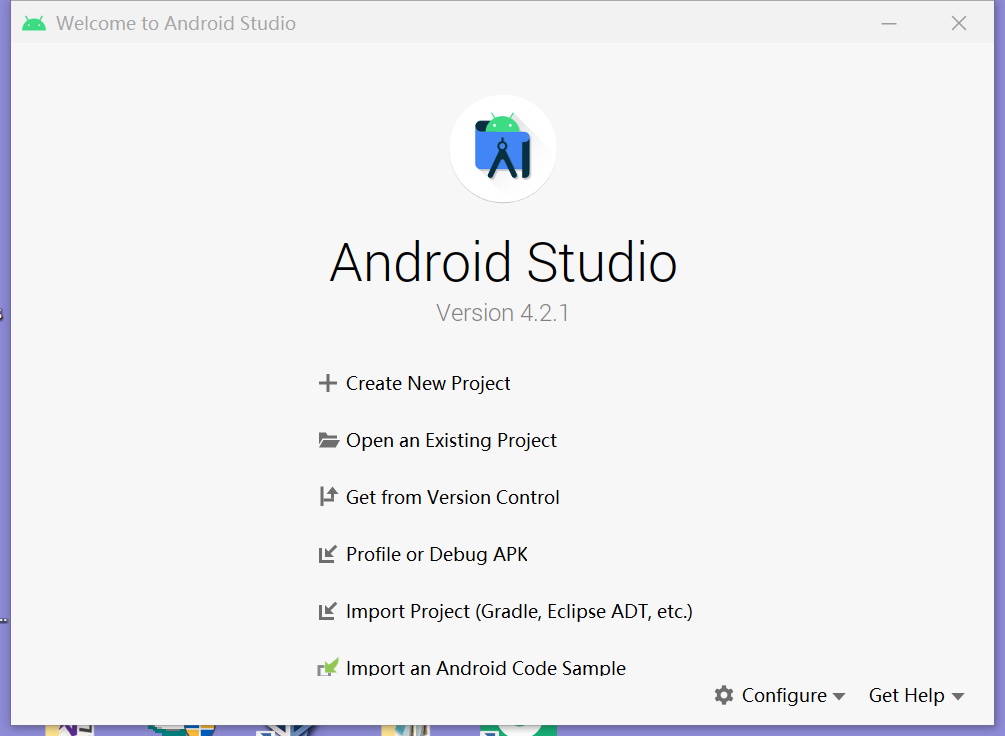 Welcome to Android Studio
Android Studio
Version 4.2.1
Create New Project
Open an Existing Project
Get from Version Control
Profile or Debug APK
Import Project (Gradle, Eclipse ADT, etc.)
Import an Android Code Sample
Configure Get Help